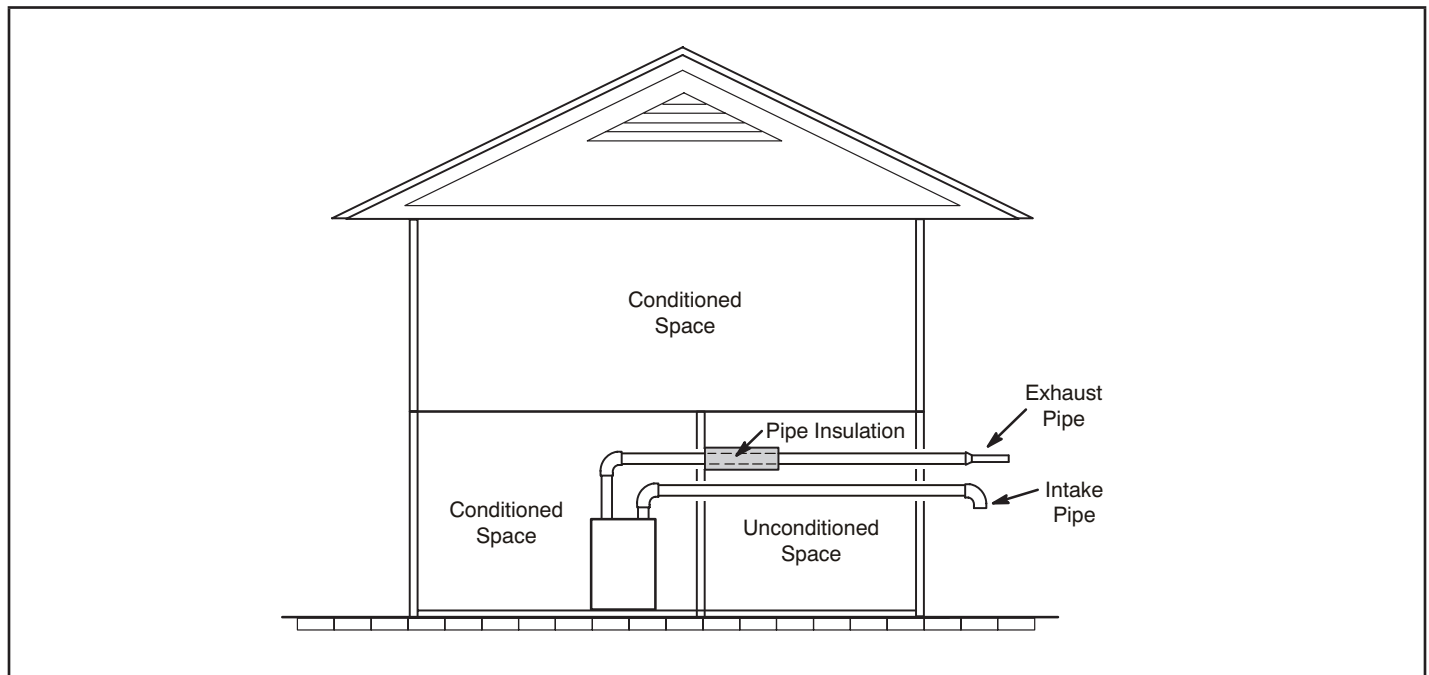 Conditioned
Space
Exhaust
Pipe
Pipe Insulation
Intake
Pipe
Conditioned
Space
Unconditioned
Space